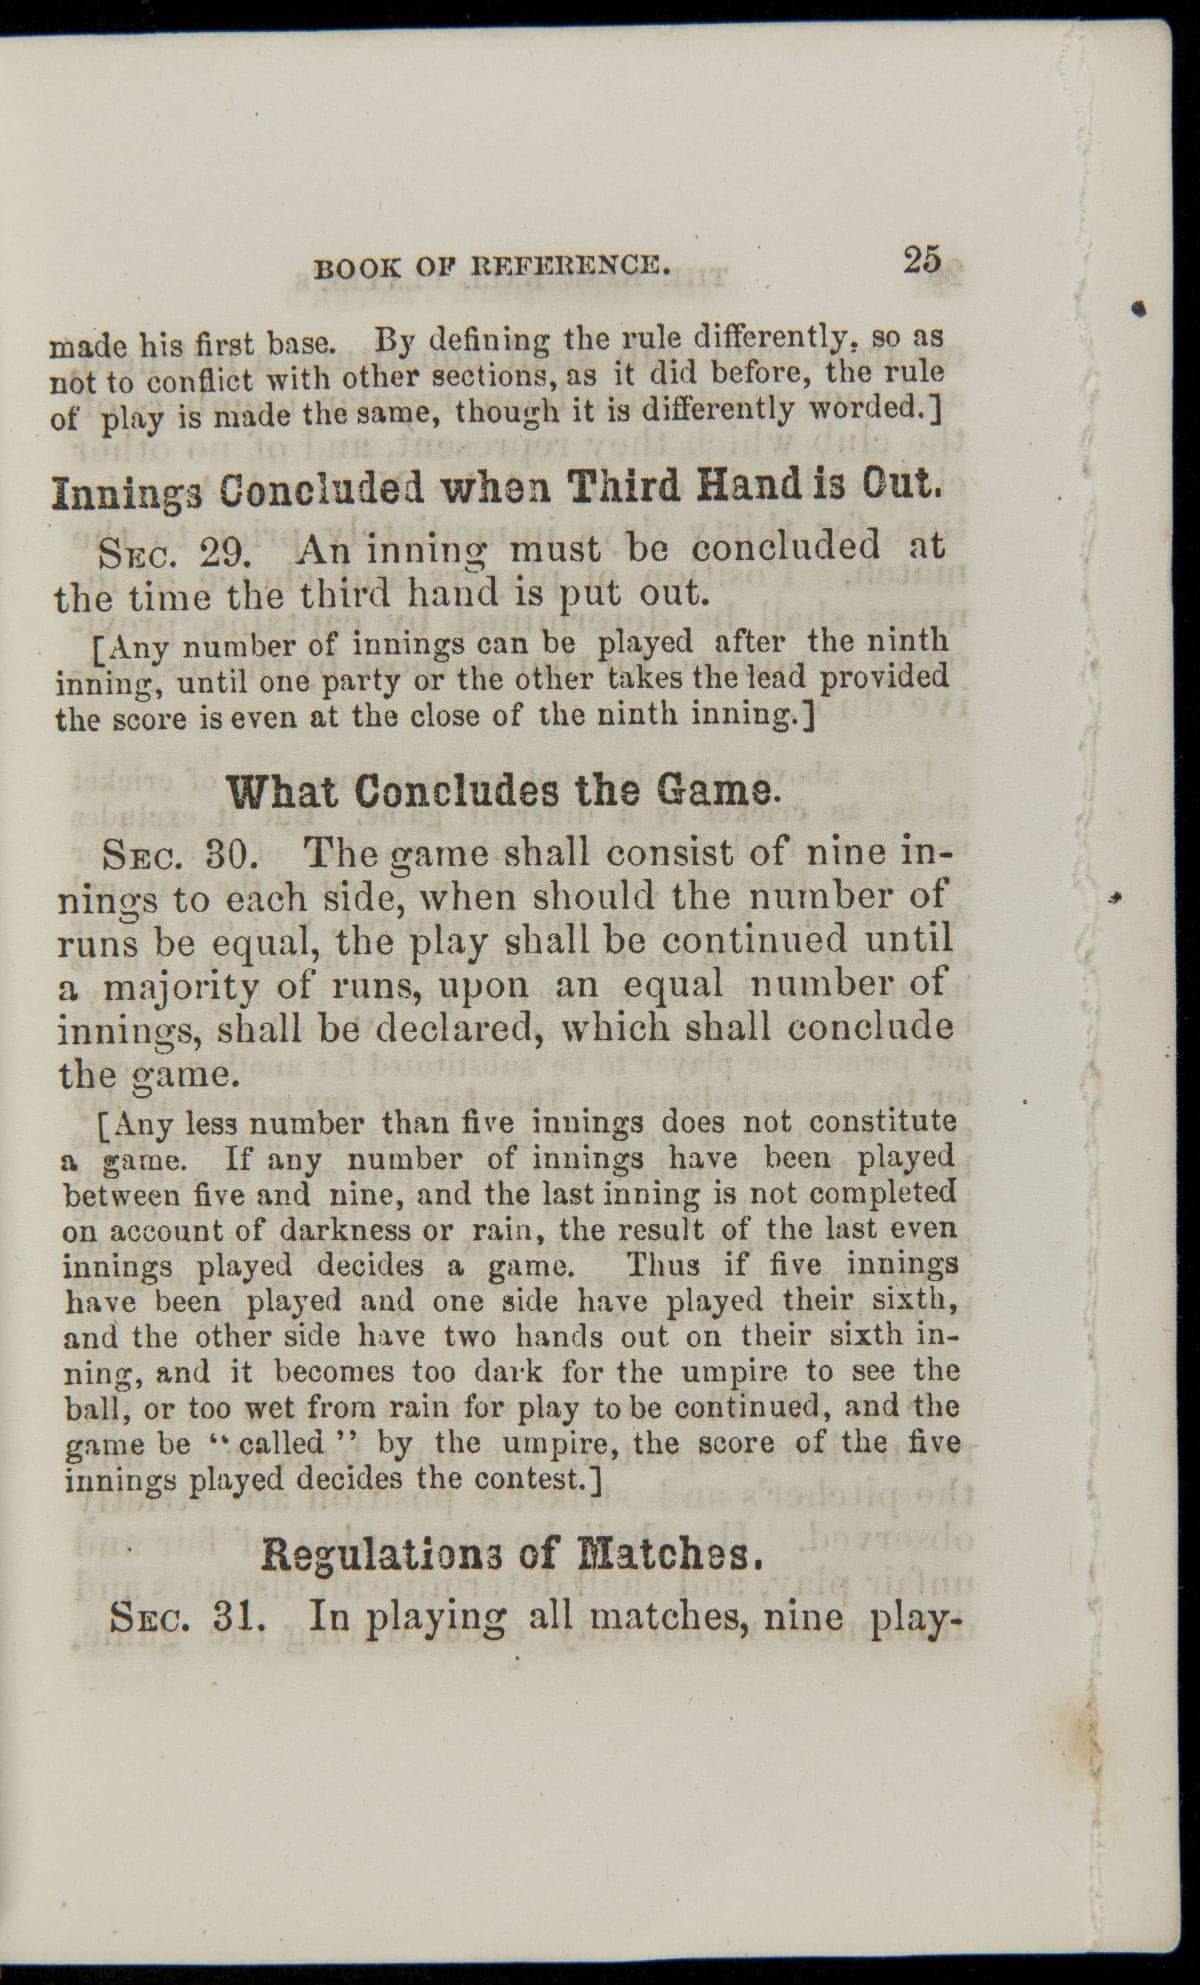 BOOK OF REFERENCE. 25
made his first base. By defining the rule differently, so as
not to conflict with other sections, as it did before, the rule
of play is made the same, though it is differently worded.]
Innings Concluded when Third Hand is Out.
SEC. 29. An inning must be concluded at
the time the third hand is put out.
[Any number of innings can be played after the ninth
inning, until one party or the other takes the lead provided
the score is even at the close of the ninth inning.]
What Concludes the Game.
SEC. 30. The game shall consist of nine in-
nings to each side, when should the number of
runs be equal, the play shall be continued until
a majority of runs, upon an equal number of
innings, shall be declared, which shall conclude
the game.
[Any less number than five innings does not constitute
a game. If any number of innings have been played
between five and nine, and the last inning is not completed
on account of darkness or rain, the result of the last even
innings played decides a game. Thus if five innings
have been played and one side have played their sixth,
and the other side have two hands out on their sixth in-
ning, and it becomes too dark for the umpire to see the
ball, or too wet from rain for play to be continued, and the
game be “ called ” by the umpire, the score of the five
innings played decides the contest.]
Regulations of Matches.
SEC. 31. In playing all matches, nine play-